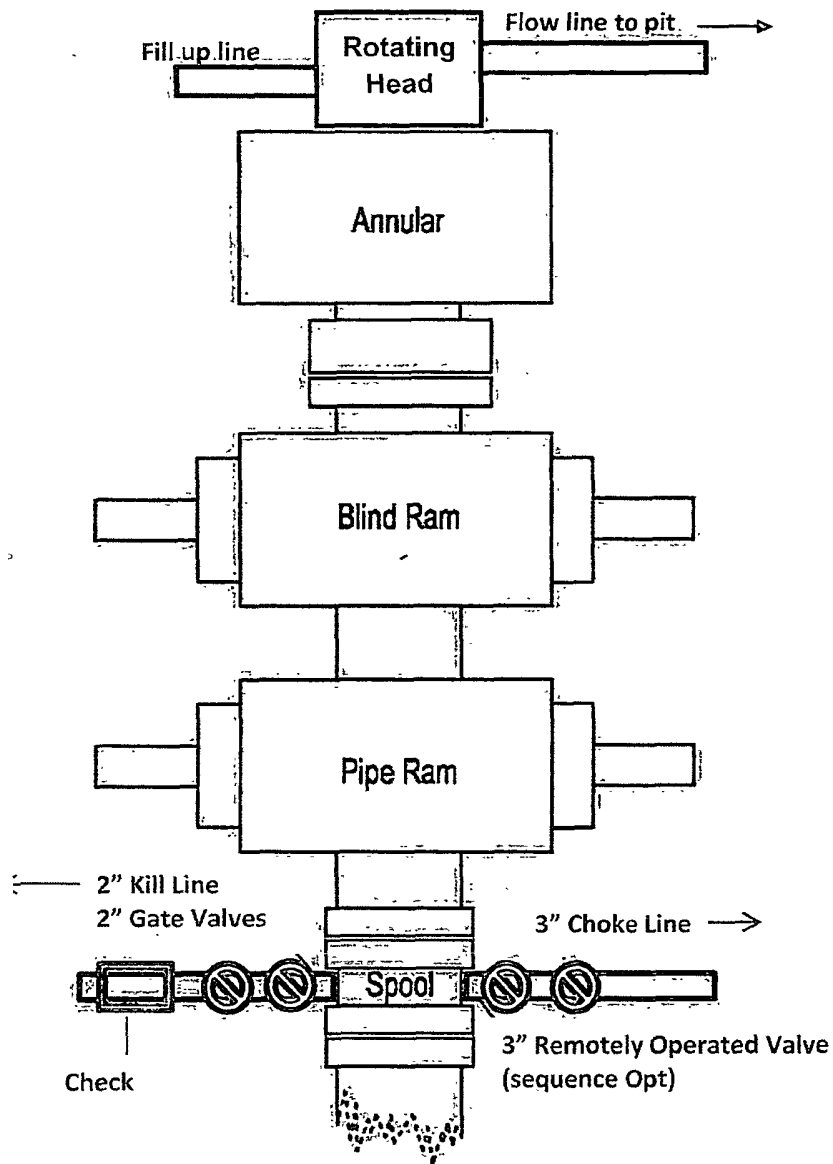 Flow line to pit
Fill up line
Rotating
Head
Annular
Blind Ram
Pipe Ram
2” Kill Line
2” Gate Valves
3” Choke Line
Spool
3” Remotely Operated Valve
(sequence Opt)
Check